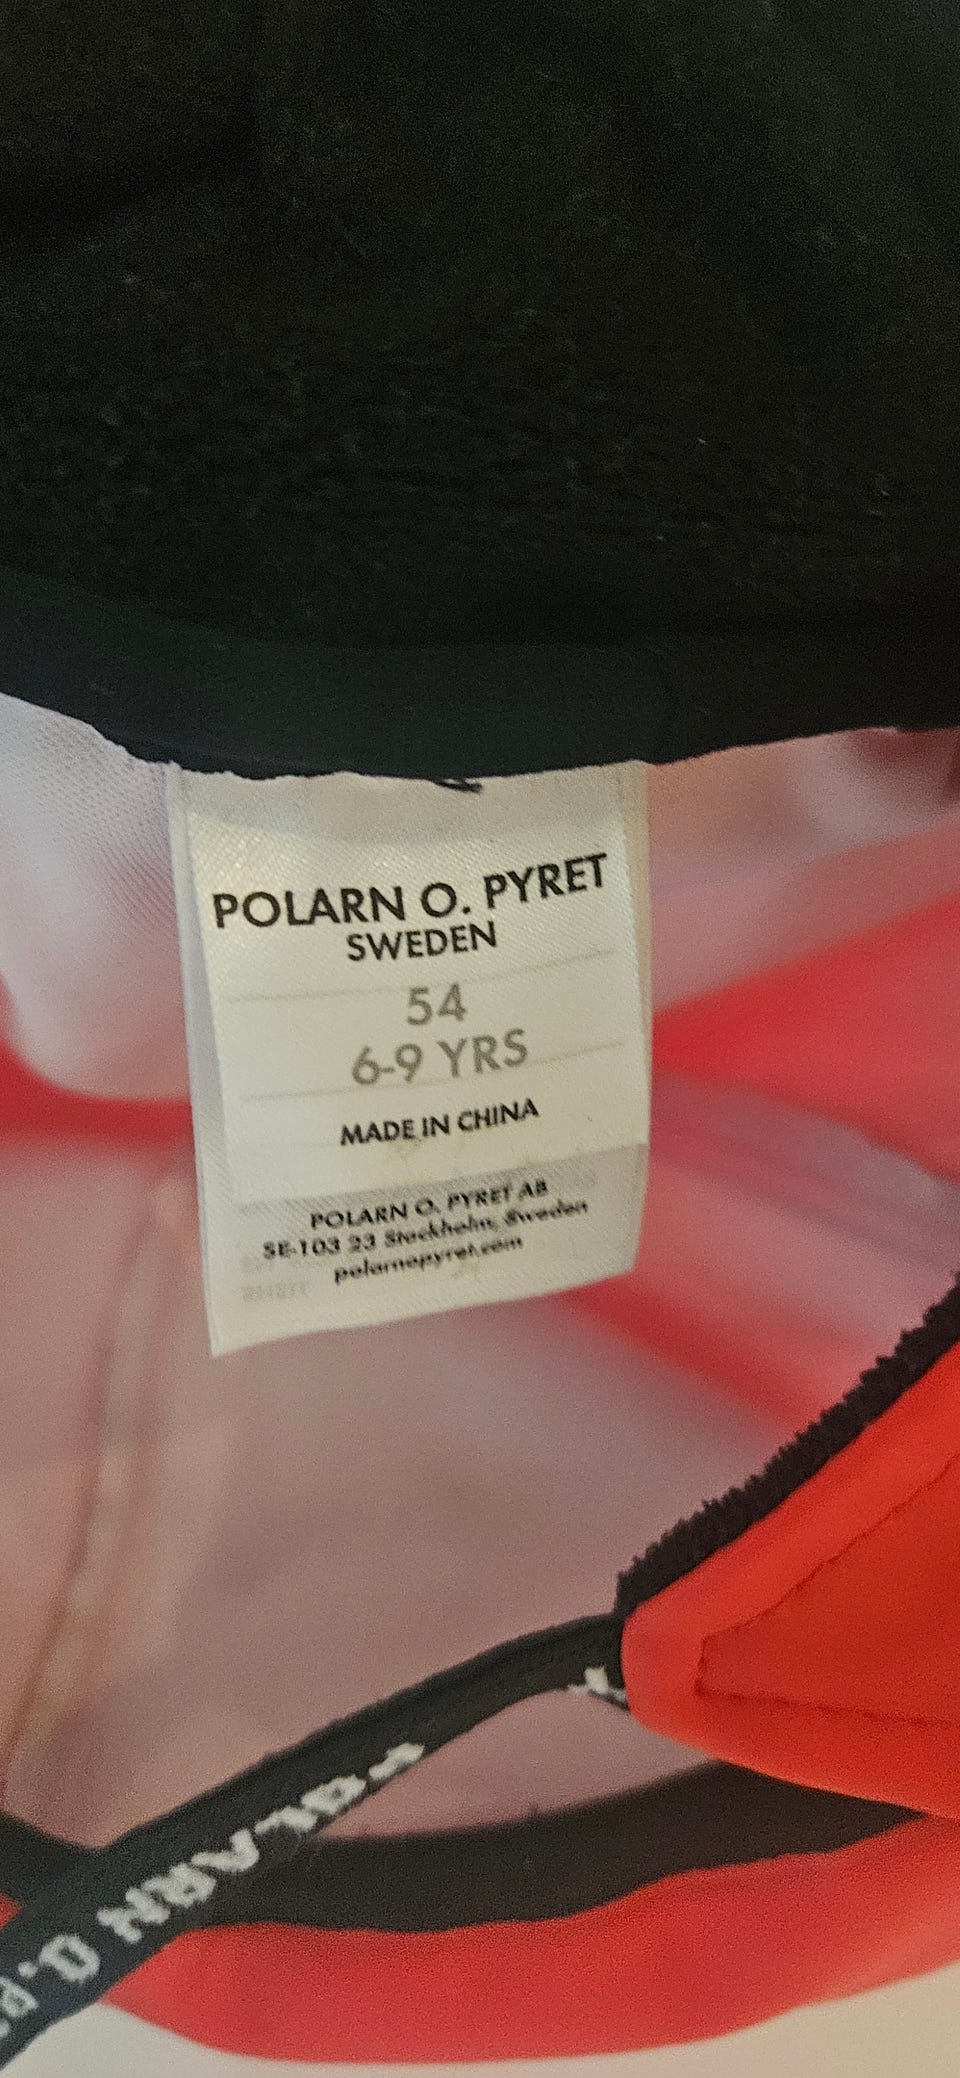 POLARN O. PYRET
SWEDEN
54
6-9 YRS
MADE IN CHINA
POLARN O. PYRET AB
SE-103 23 Stockholm, Sweden
polarnopyret.com
POLARN O. P